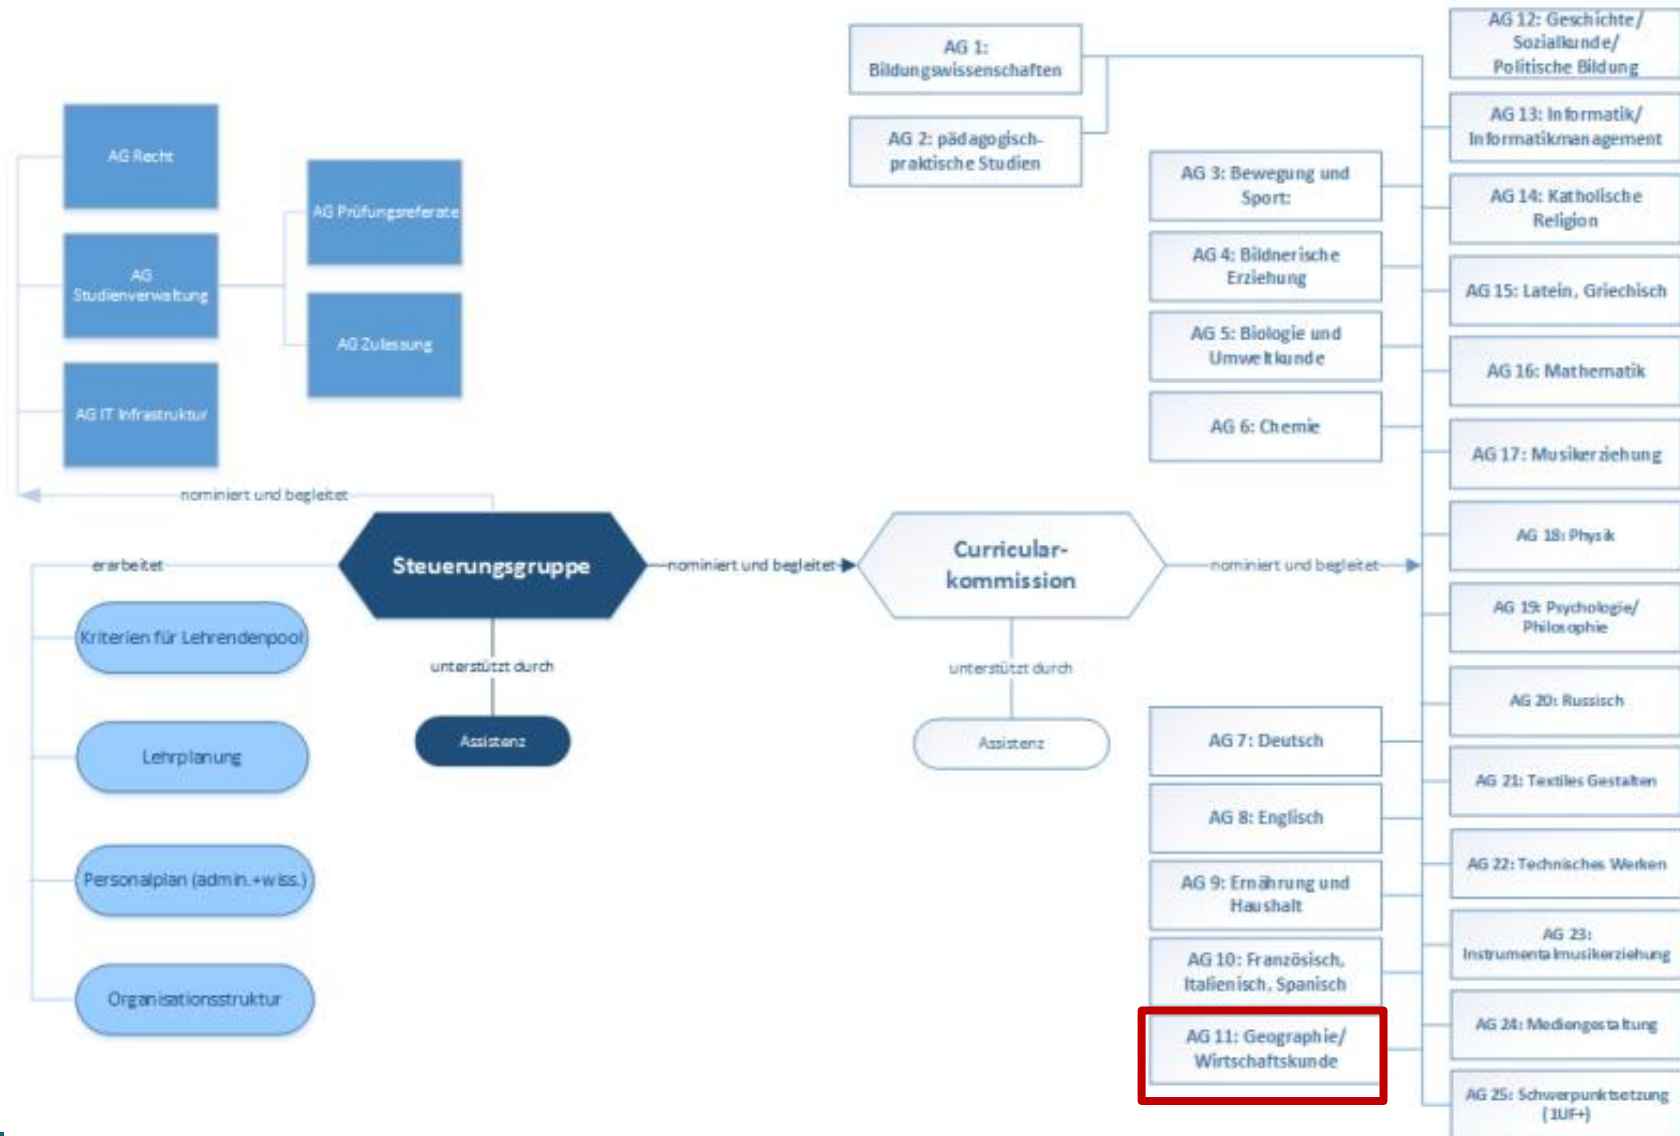 AG Recht
AG
Studienverwaltung
AG IT Infrastruktur
AG Prüfungsreferate
AG Zulassung
nominiert und begleitet
erarbeitet
Kriterien für Lehrendenpool
Lehrplanung
Personalplan (admin.+wiss.)
Organisationsstruktur
Steuerungsgruppe
unterstützt durch
Assistenz
nominiert und begleitet
Curricular-
kommission
unterstützt durch
Assistenz
nominiert und begleitet
AG 1:
Bildungswissenschaften
AG 2: pädagogisch-
praktische Studien
AG 3: Bewegung und
Sport:
AG 4: Bildnerische
Erziehung
AG 5: Biologie und
Umweltkunde
AG 6: Chemie
AG 7: Deutsch
AG 8: Englisch
AG 9: Ernährung und
Haushalt
AG 10: Französisch,
Italienisch, Spanisch
AG 11: Geographie/
Wirtschaftskunde
AG 12: Geschichte/
Sozialkunde/
Politische Bildung
AG 13: Informatik/
Informatikmanagement
AG 14: Katholische
Religion
AG 15: Latein, Griechisch
AG 16: Mathematik
AG 17: Musikerziehung
AG 18: Physik
AG 19: Psychologie/
Philosophie
AG 20: Russisch
AG 21: Textiles Gestalten
AG 22: Technisches Werken
AG 23:
Instrumentalmusikerziehung
AG 24: Mediengestaltung
AG 25: Schwerpunktsetzung
(1UF+)